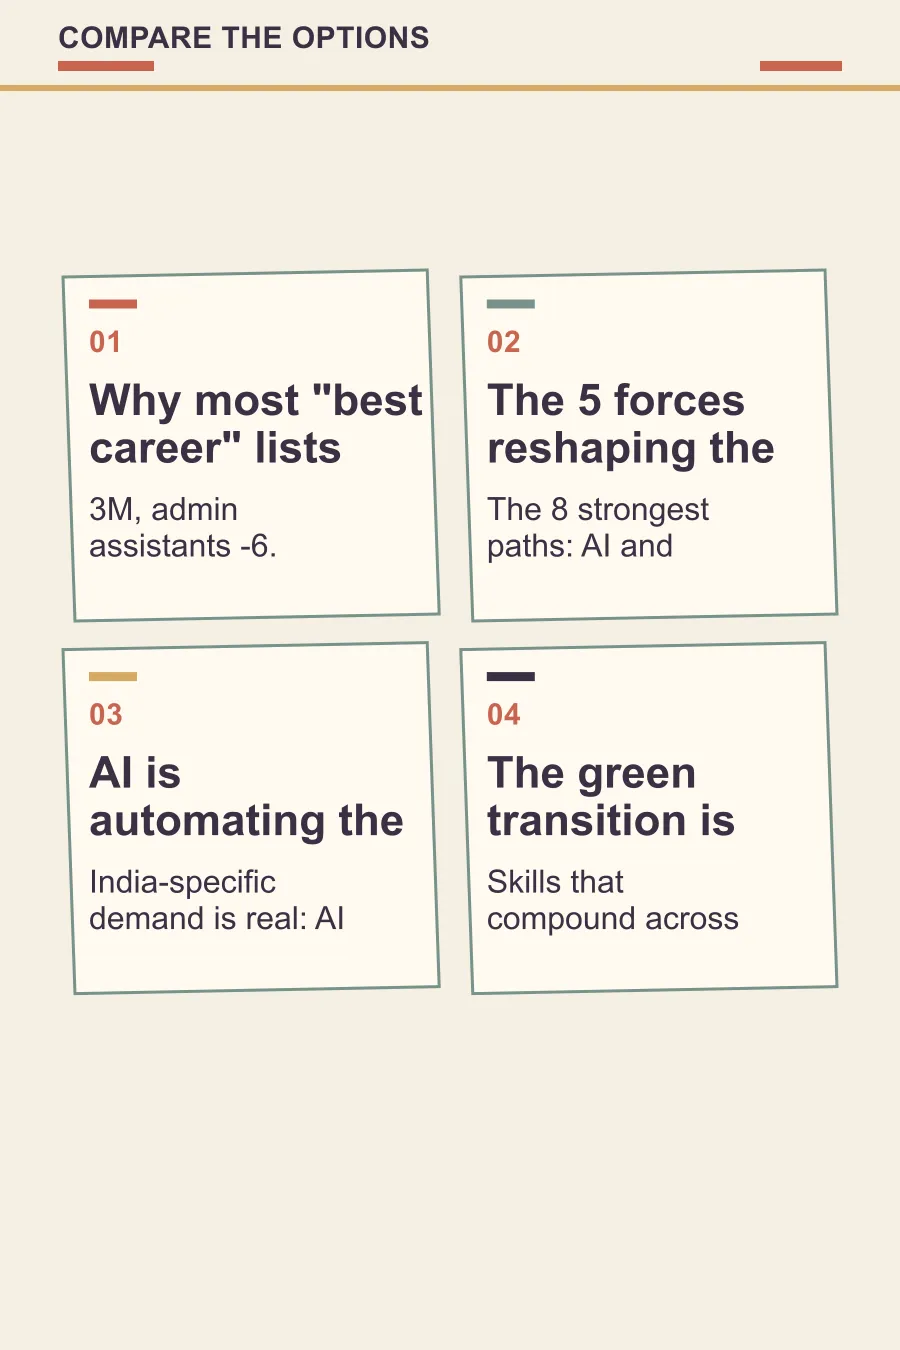 COMPARE THE OPTIONS
01
Why most "best
career" lists
3M, admin
assistants -6.
02
The 5 forces
reshaping the
The 8 strongest
paths: AI and
03
AI is
automating the
India-specific
demand is real: AI
04
The green
transition is
Skills that
compound across